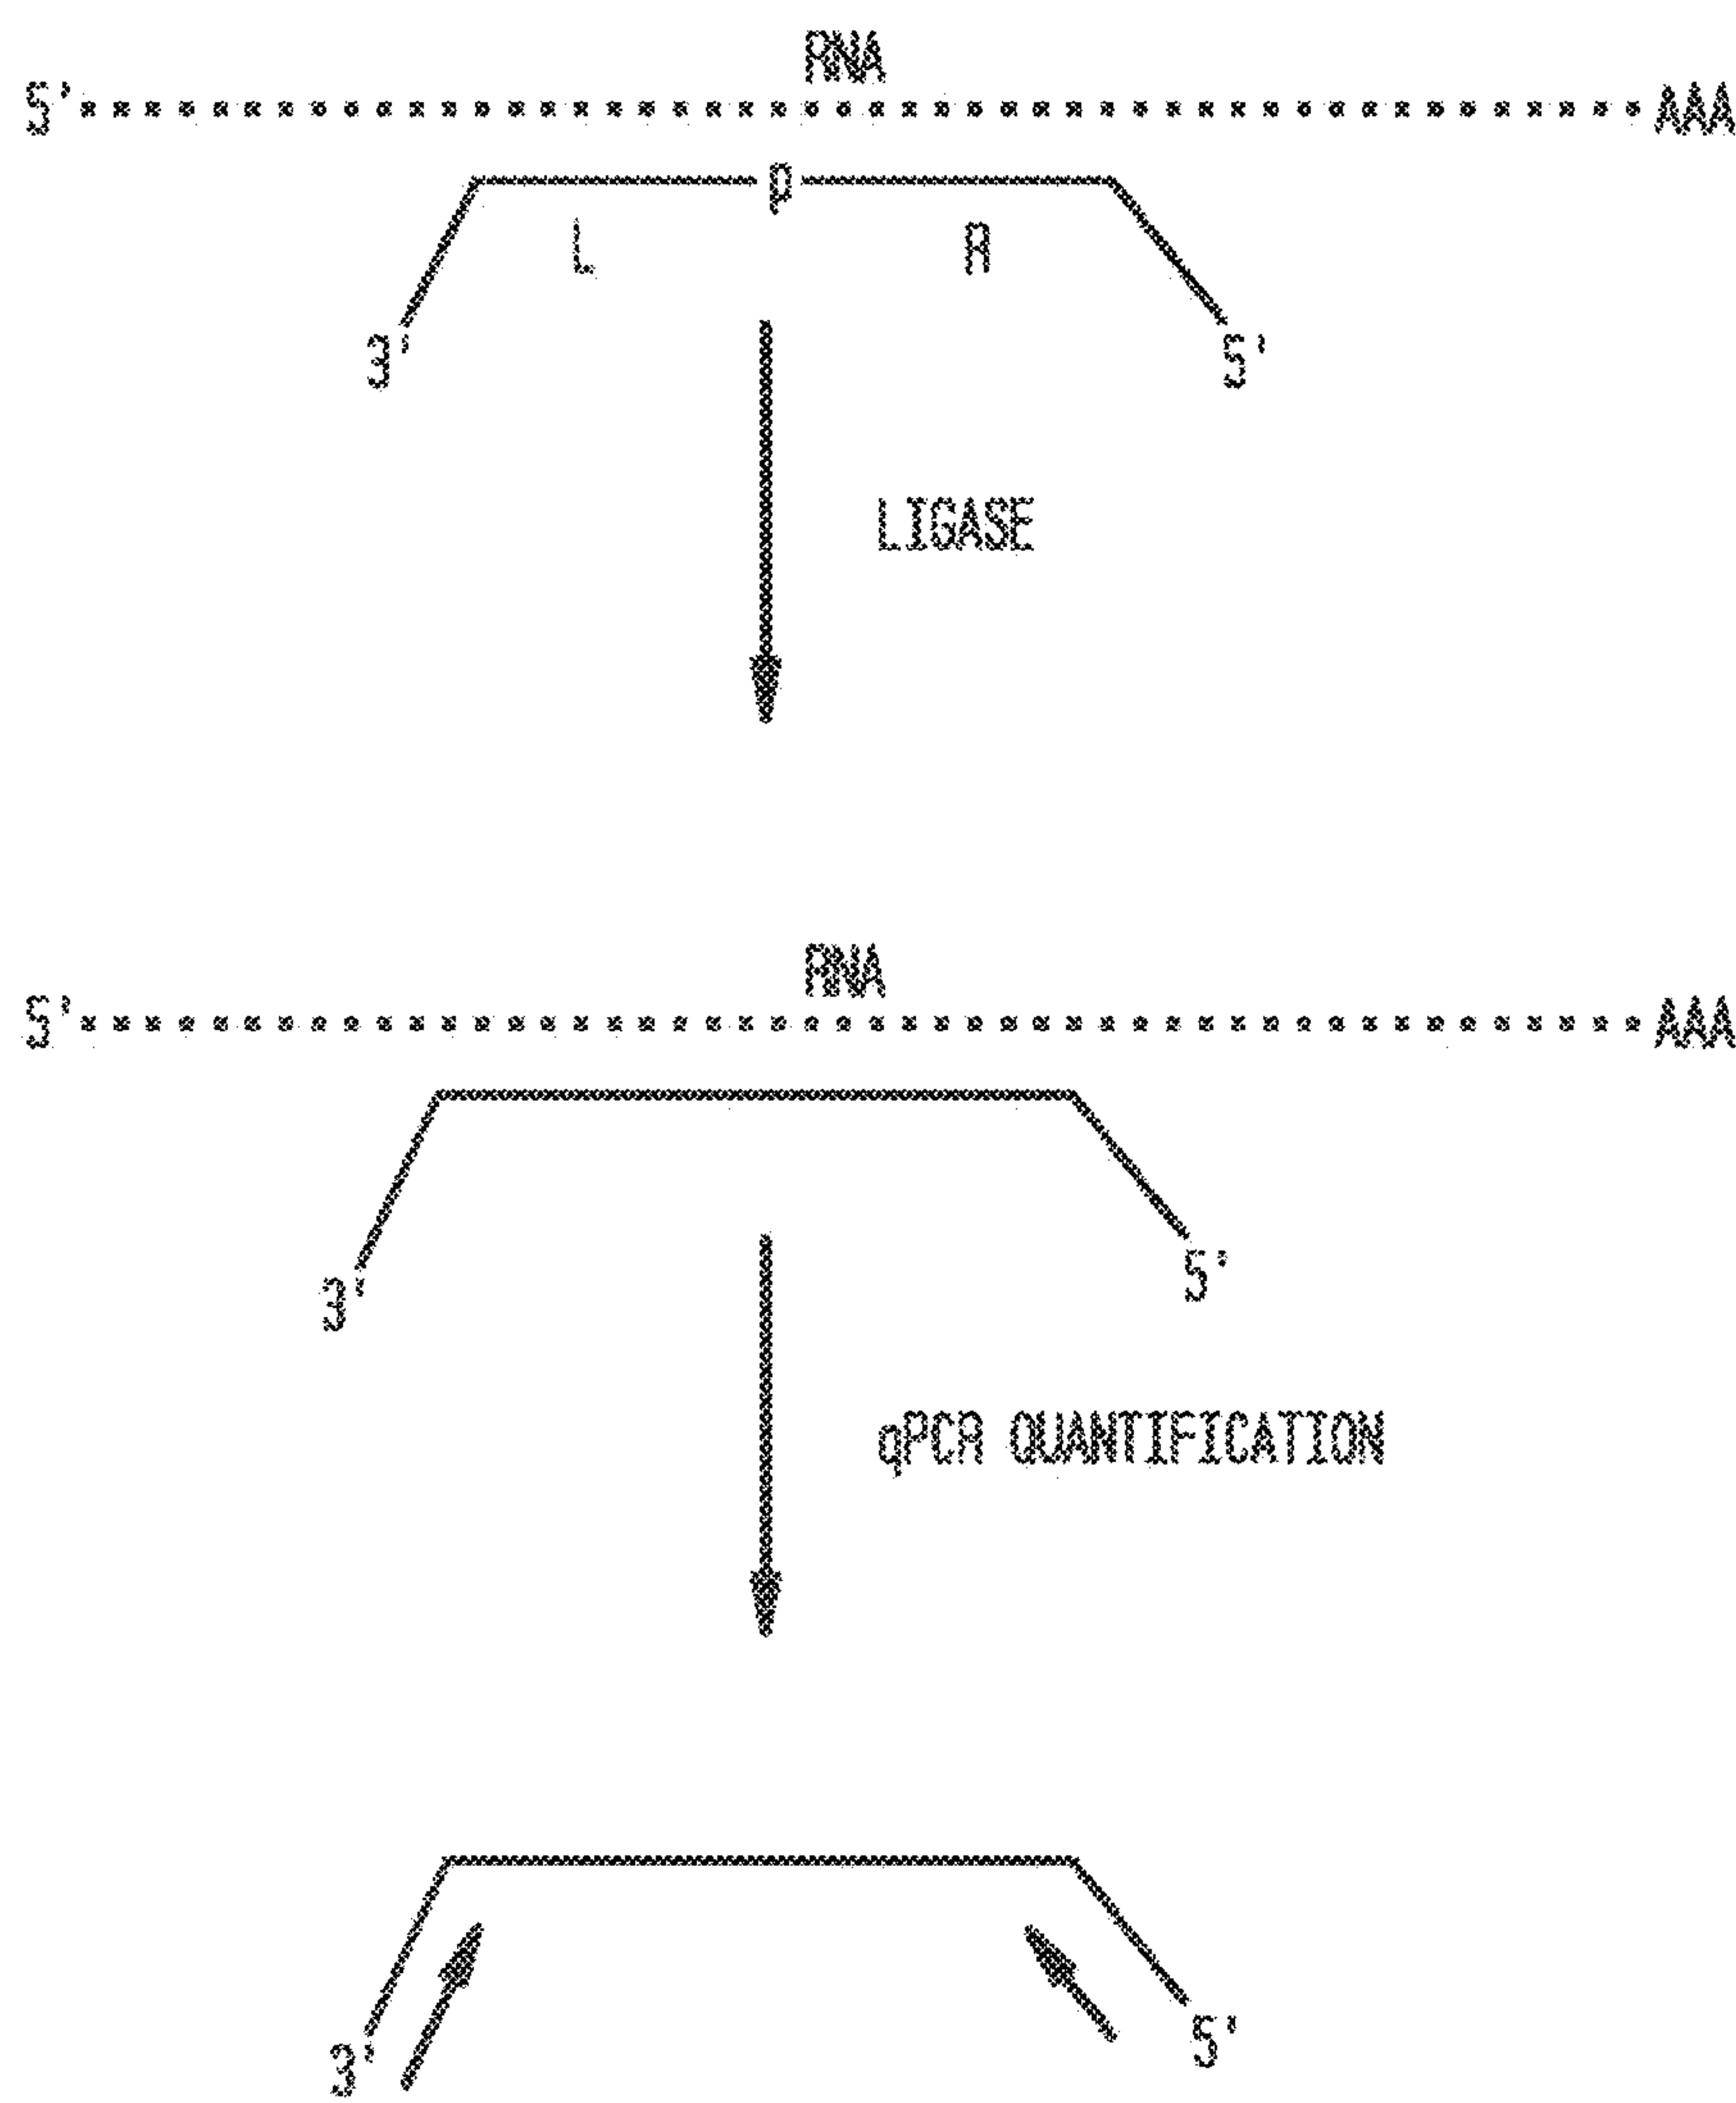 RNA
5' AAA
p
L R
3' 5'
LIGASE
RNA
5' AAA
3' 5'
qPCR QUANTIFICATION
3' 5'